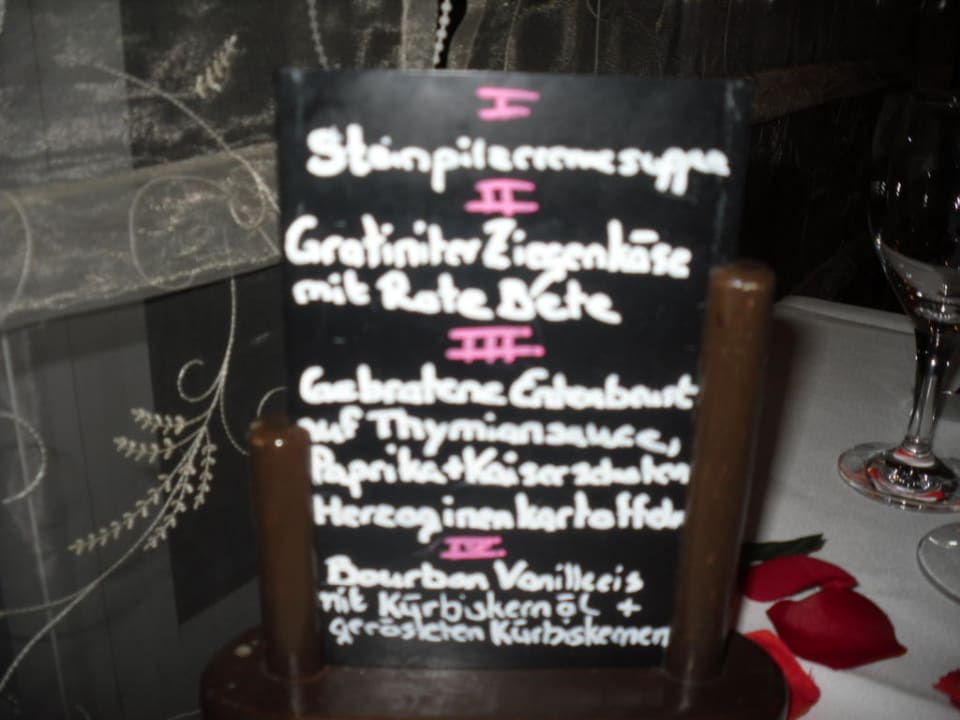 I
Steinpilzcremesuppe
II
Gratinirter Ziegenkäse
mit Rote Bete
III
Gebratene Entenbrust
auf Thymiansauce,
Paprika + Kaiserschoten
Herzoginenkartoffeln
IV
Bourbon Vanilleeis
mit Kürbiskernöl +
gerösteten Kürbiskernen